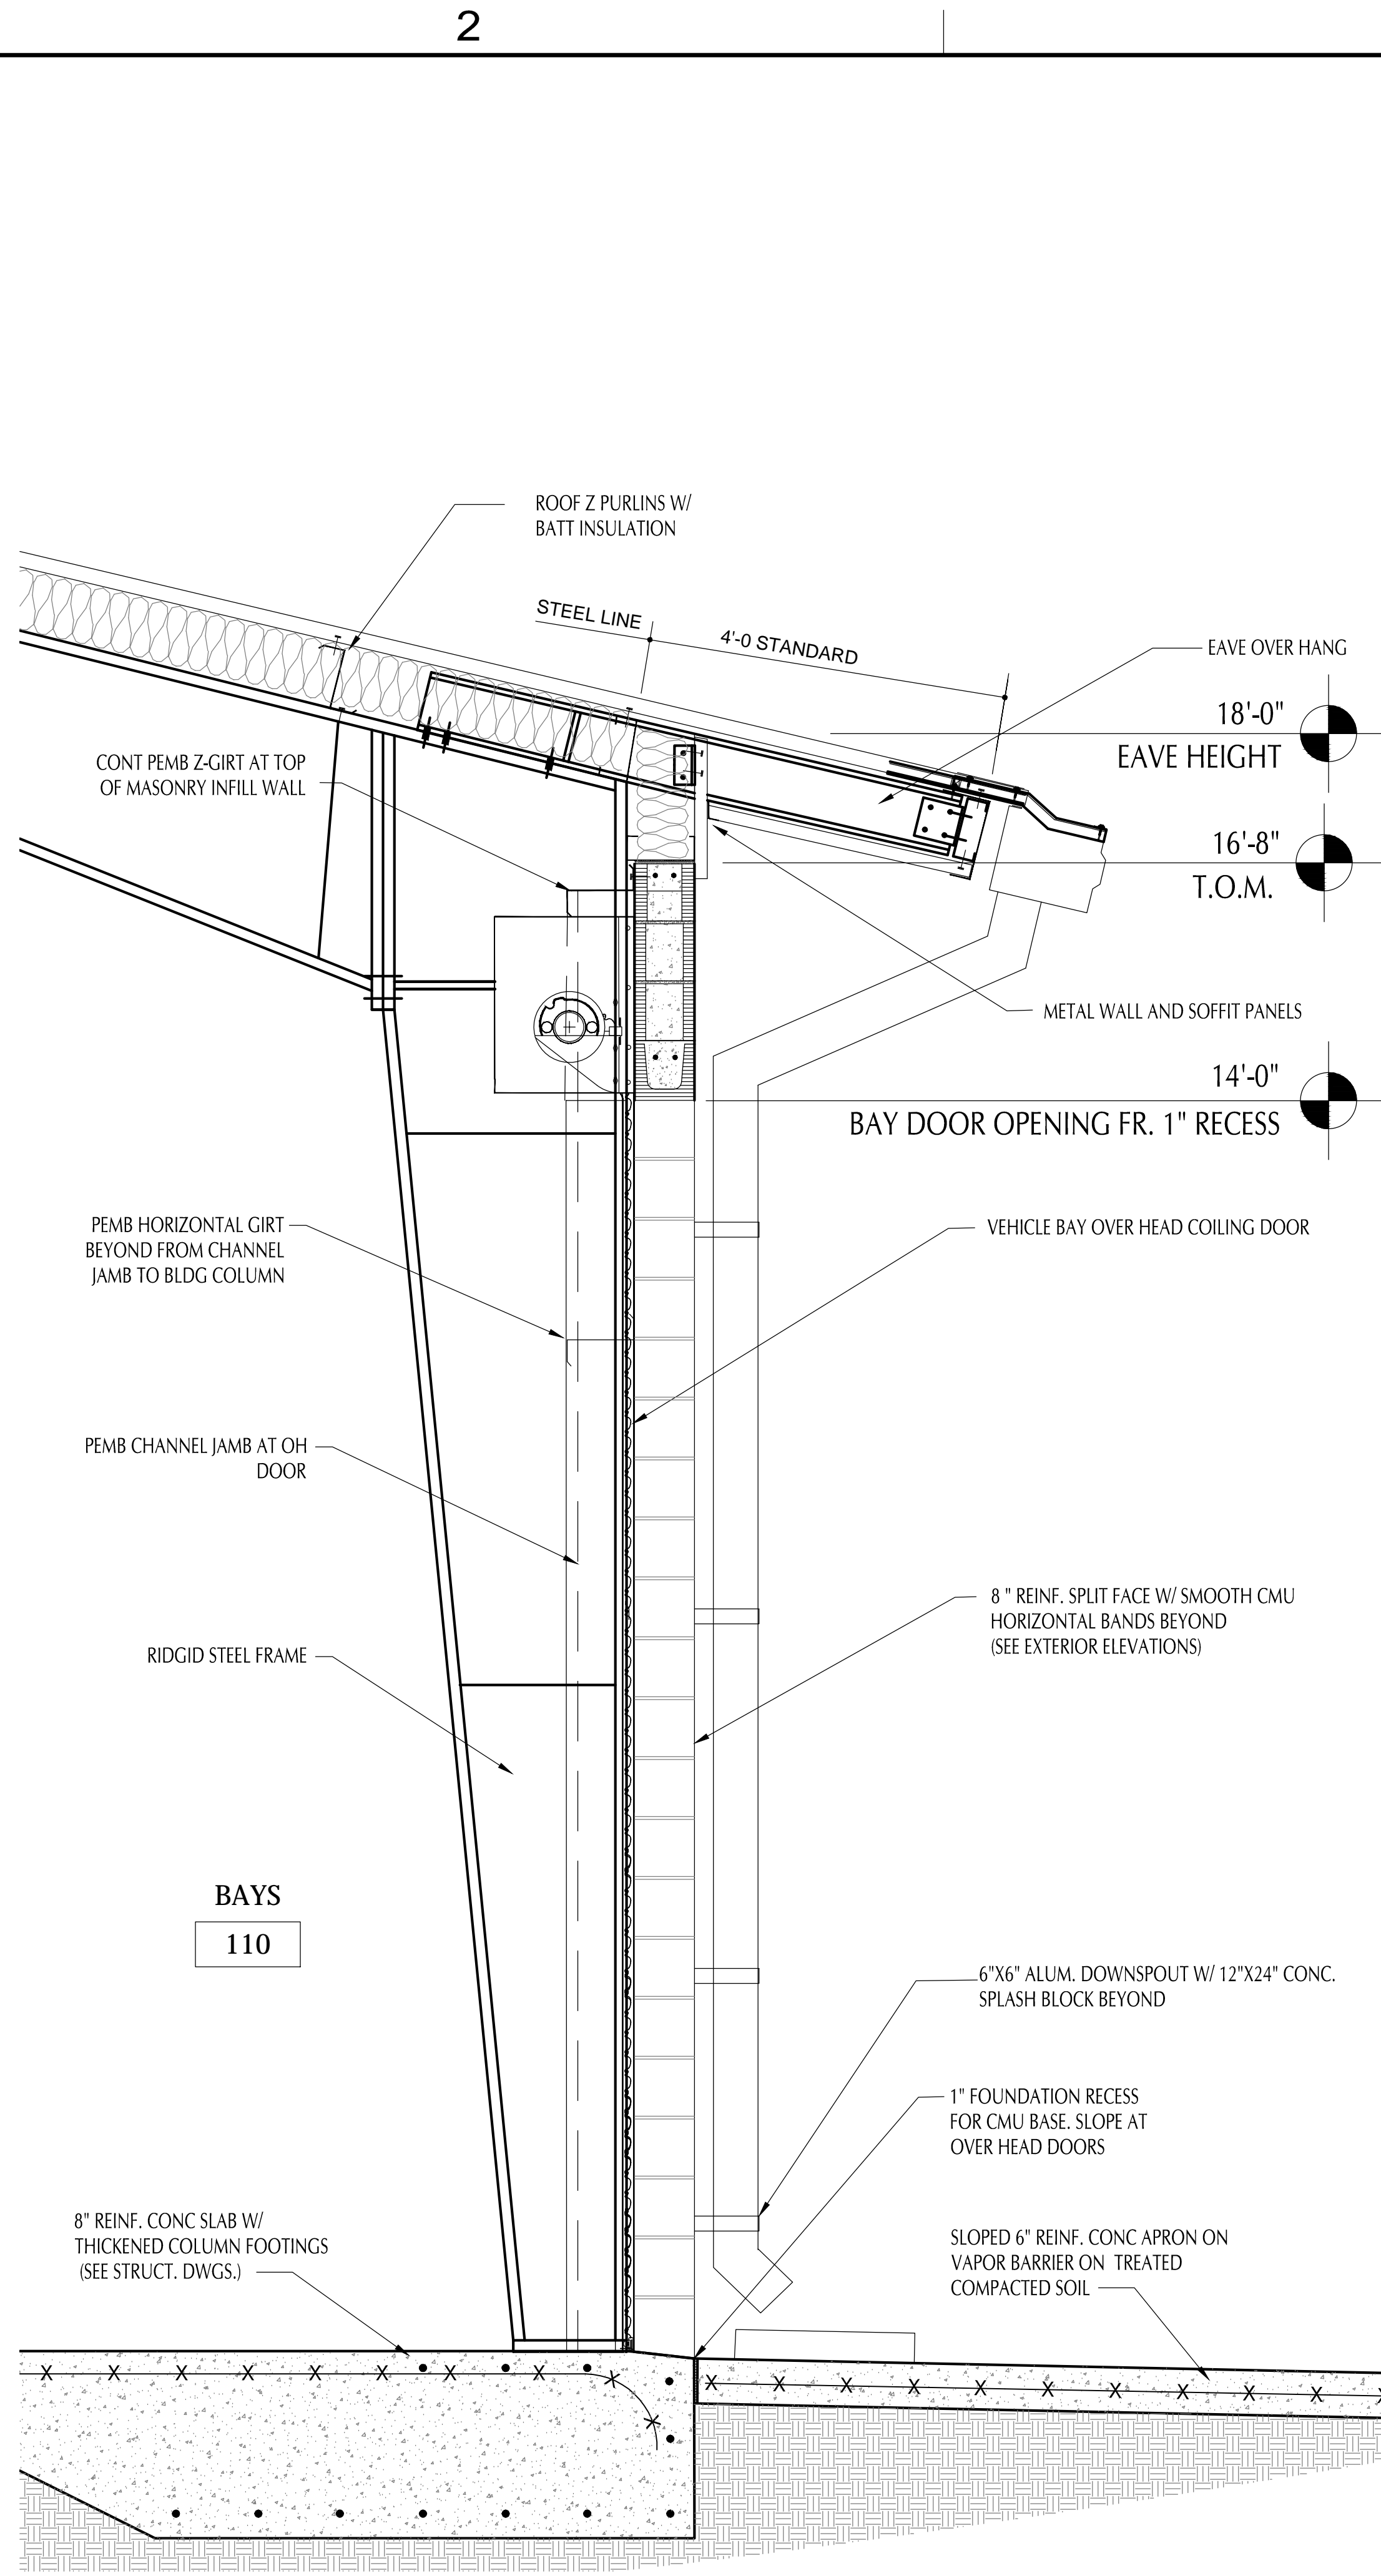 2
ROOF Z PURLINS W/
BATT INSULATION
STEEL LINE
4'-0 STANDARD
EAVE OVER HANG
18'-0"
EAVE HEIGHT
CONT PEMB Z-GIRT AT TOP
OF MASONRY INFILL WALL
16'-8"
T.O.M.
METAL WALL AND SOFFIT PANELS
14'-0"
BAY DOOR OPENING FR. 1" RECESS
PEMB HORIZONTAL GIRT
BEYOND FROM CHANNEL
JAMB TO BLDG COLUMN
VEHICLE BAY OVER HEAD COILING DOOR
PEMB CHANNEL JAMB AT OH
DOOR
8 " REINF. SPLIT FACE W/ SMOOTH CMU
HORIZONTAL BANDS BEYOND
(SEE EXTERIOR ELEVATIONS)
RIDGID STEEL FRAME
BAYS
110
6"X6" ALUM. DOWNSPOUT W/ 12"X24" CONC.
SPLASH BLOCK BEYOND
1" FOUNDATION RECESS
FOR CMU BASE. SLOPE AT
OVER HEAD DOORS
8" REINF. CONC SLAB W/
THICKENED COLUMN FOOTINGS
(SEE STRUCT. DWGS.)
SLOPED 6" REINF. CONC APRON ON
VAPOR BARRIER ON  TREATED
COMPACTED SOIL